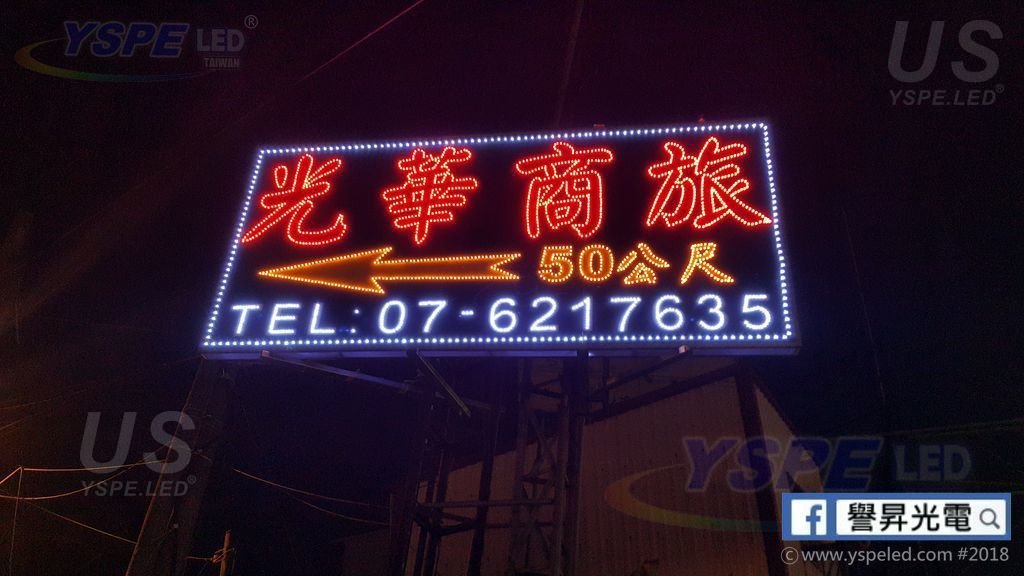 YSPE LED®
TAIWAN
US
YSPE.LED®
光華商旅
50公尺
TEL:07-6217635
US
YSPE.LED®
YSPE LED
f 譽昇光電
©www.yspeled.com #2018